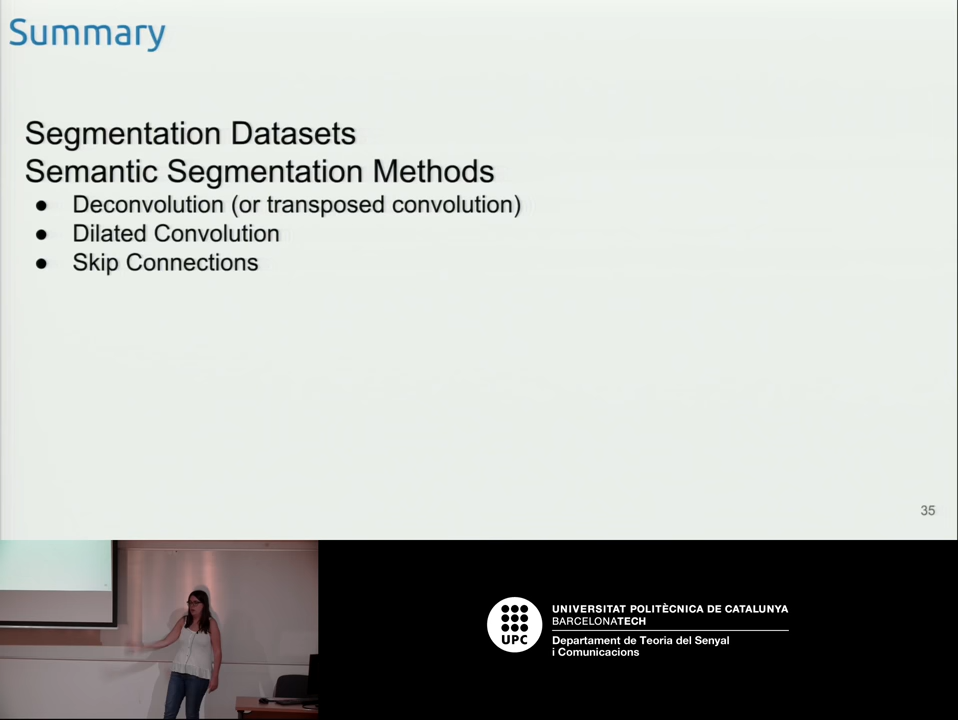 Summary
Segmentation Datasets
Semantic Segmentation Methods
● Deconvolution (or transposed convolution)
● Dilated Convolution
● Skip Connections
35
UPC
UNIVERSITAT POLITÈCNICA DE CATALUNYA
BARCELONATECH
Departament de Teoria del Senyal
i Comunicacions